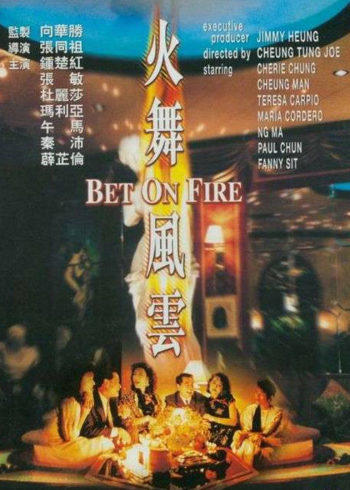 監製 向華勝
導演 張同祖
主演 鍾楚紅
張 敏
杜麗莎
瑪利亞
午 馬
秦 沛
薛芷倫
executive
producer JIMMY HEUNG
directed by CHEUNG TUNG JOE
starring CHERIE CHUNG
CHEUNG MAN
TERESA CARPIO
MARIA CORDERO
NG MA
PAUL CHUN
FANNY SIT
火舞風雲
BET ON FIRE